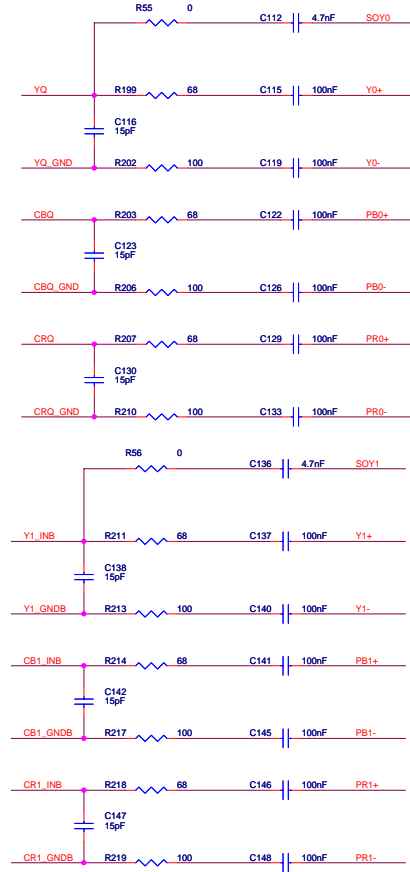 R55 0 C112 4.7nF SOY0
YQ R199 68 C115 100nF Y0+
C116
15pF
YQ_GND R202 100 C119 100nF Y0-
CBQ R203 68 C122 100nF PB0+
C123
15pF
CBQ_GND R206 100 C126 100nF PB0-
CRQ R207 68 C129 100nF PR0+
C130
15pF
CRQ_GND R210 100 C133 100nF PR0-
R56 0 C136 4.7nF SOY1
Y1_INB R211 68 C137 100nF Y1+
C138
15pF
Y1_GNDB R213 100 C140 100nF Y1-
CB1_INB R214 68 C141 100nF PB1+
C142
15pF
CB1_GNDB R217 100 C145 100nF PB1-
CR1_INB R218 68 C146 100nF PR1+
C147
15pF
CR1_GNDB R219 100 C148 100nF PR1-